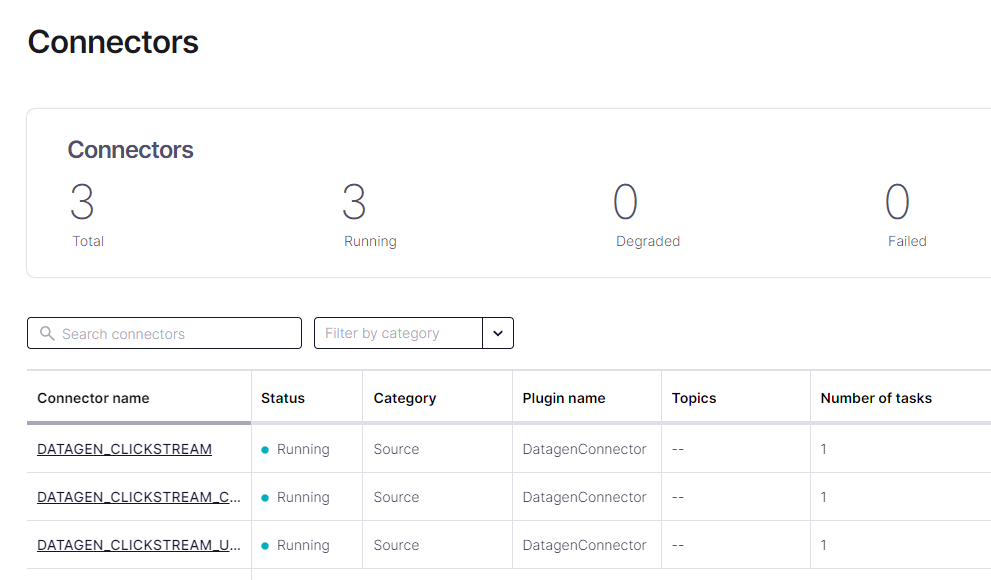 Connectors
Connectors
3 3 0 0
Total Running Degraded Failed
Search connectors Filter by category
Connector name Status Category Plugin name Topics Number of tasks
DATAGEN_CLICKSTREAM Running Source DatagenConnector -- 1
DATAGEN_CLICKSTREAM_C... Running Source DatagenConnector -- 1
DATAGEN_CLICKSTREAM_U... Running Source DatagenConnector -- 1